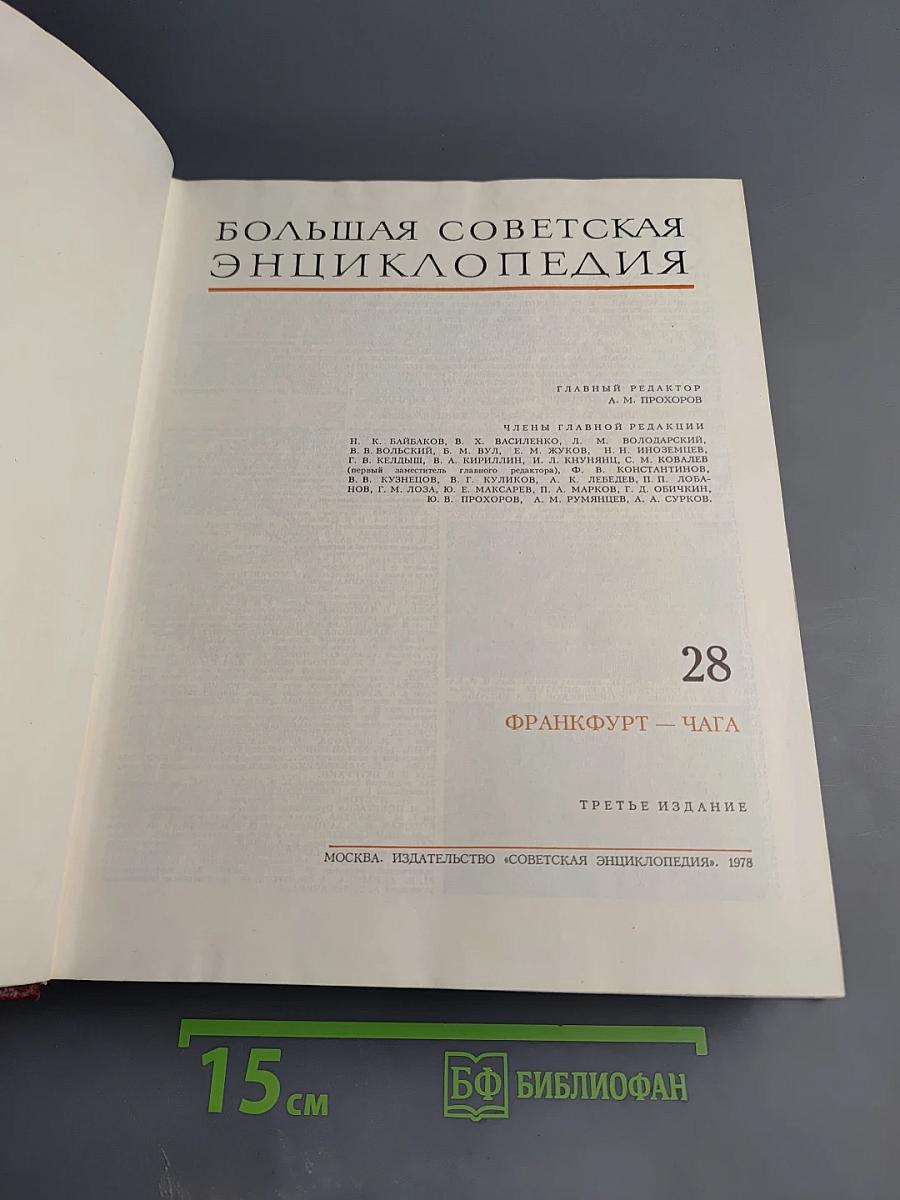 БОЛЬШАЯ СОВЕТСКАЯ
ЭНЦИКЛОПЕДИЯ
ГЛАВНЫЙ РЕДАКТОР
А. М. ПРОХОРОВ
ЧЛЕНЫ ГЛАВНОЙ РЕДАКЦИИ
Н. К. БАЙБАКОВ, В. Х. ВАСИЛЕНКО, Л. М. ВОЛОДАРСКИЙ,
В. В. ВОЛЬСКИЙ, Б. М. ВУЛ, Е. М. ЖУКОВ, Н. Н. ИНОЗЕМЦЕВ,
Г. В. КЕЛДЫШ, В. А. КИРИЛЛИН, И. Л. КНУНЯНЦ, С. М. КОВАЛЕВ
(первый заместитель главного редактора), Ф. В. КОНСТАНТИНОВ,
В. В. КУЗНЕЦОВ, В. Г. КУЛИКОВ, А. К. ЛЕБЕДЕВ, П. П. ЛОБА-
НОВ, Г. М. ЛОЗА, Ю. Е. МАКСАРЕВ, П. А. МАРКОВ, Г. Д. ОБИЧКИН,
Ю. В. ПРОХОРОВ, А. М. РУМЯНЦЕВ, А. А. СУРКОВ.
28
ФРАНКФУРТ — ЧАГА
ТРЕТЬЕ ИЗДАНИЕ
МОСКВА. ИЗДАТЕЛЬСТВО «СОВЕТСКАЯ ЭНЦИКЛОПЕДИЯ». 1978
15 СМ
БФ БИБЛИОФАН